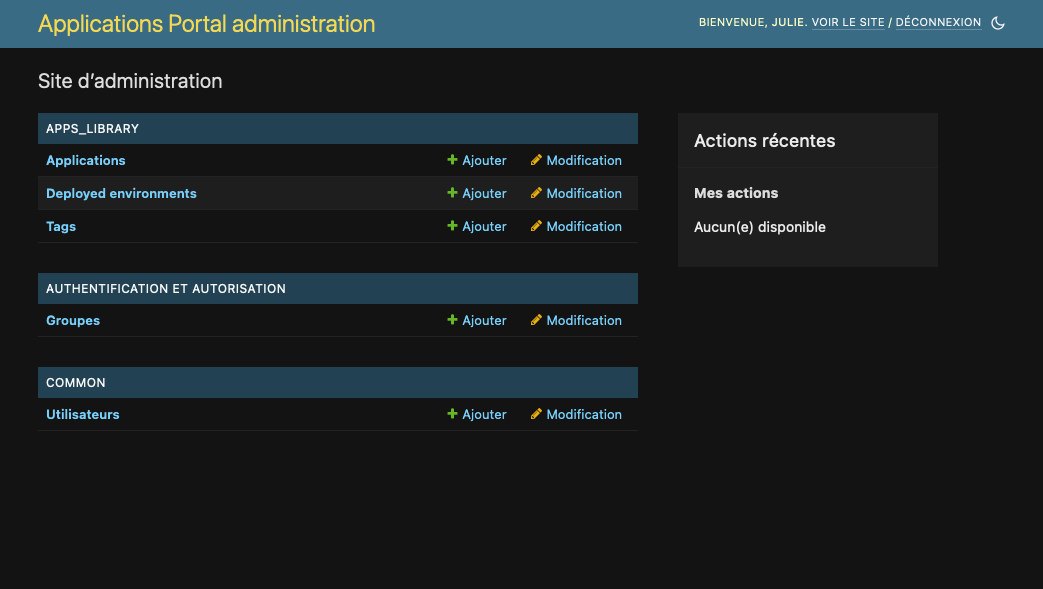 Applications Portal administration
BIENVENUE, JULIE. VOIR LE SITE / DÉCONNEXION
Site d’administration
APPS_LIBRARY
Applications Ajouter Modification
Deployed environments Ajouter Modification
Tags Ajouter Modification
AUTHENTIFICATION ET AUTORISATION
Groupes Ajouter Modification
COMMON
Utilisateurs Ajouter Modification
Actions récentes
Mes actions
Aucun(e) disponible